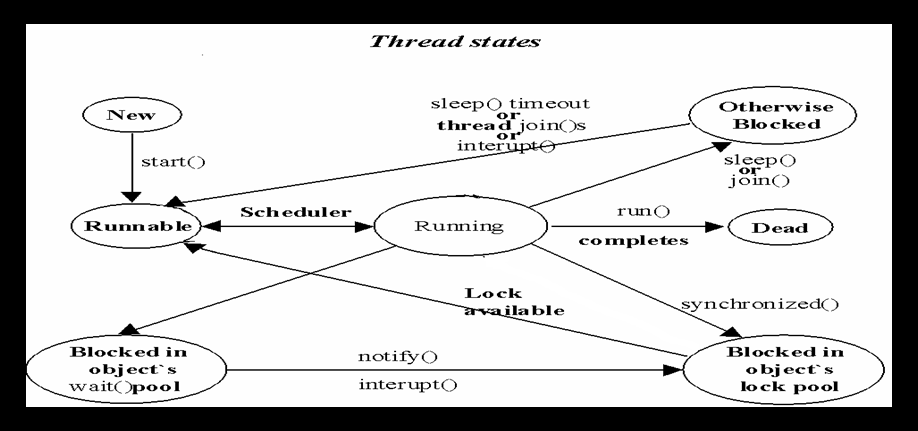 Thread states
New
start()
sleep() timeout
or
thread join()s
or
interupt()
Otherwise
Blocked
sleep()
or
join()
Runnable
Scheduler
Running
run()
completes
Dead
Lock
available
synchronized()
Blocked in
object`s
wait()pool
notify()
interupt()
Blocked in
object`s
lock pool